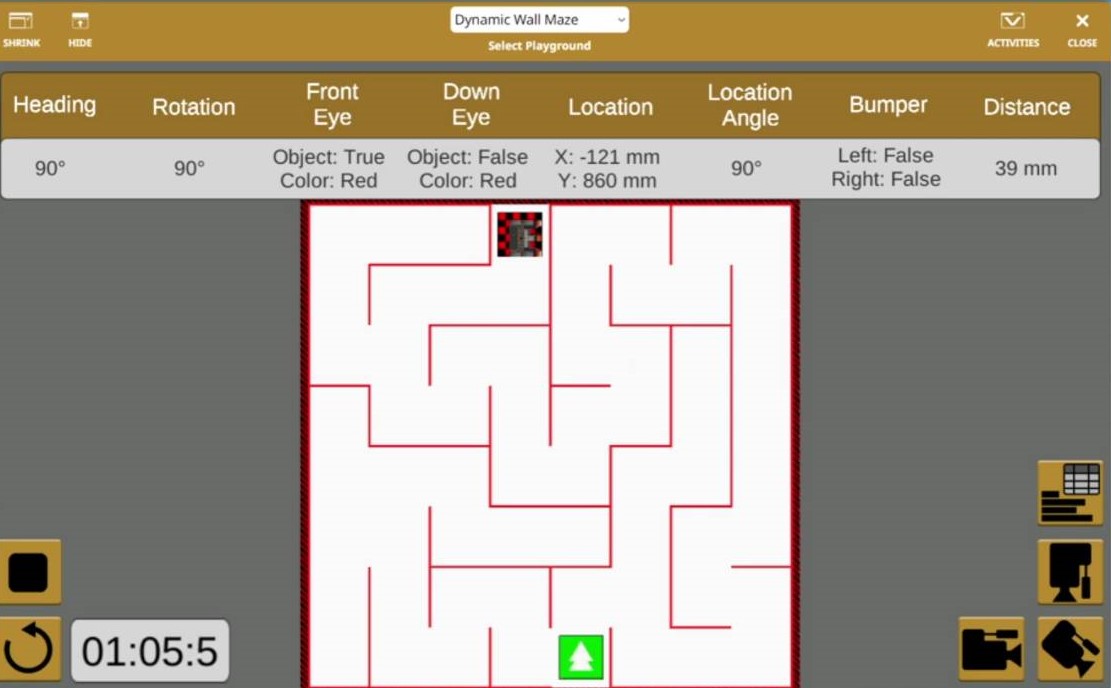 Dynamic Wall Maze
SHRINK HIDE Select Playground ACTIVITIES CLOSE
Heading Rotation Front Eye Down Eye Location Location Angle Bumper Distance
90° 90° Object: True Color: Red Object: False Color: Red X: -121 mm Y: 860 mm 90° Left: False Right: False 39 mm
01:05:5